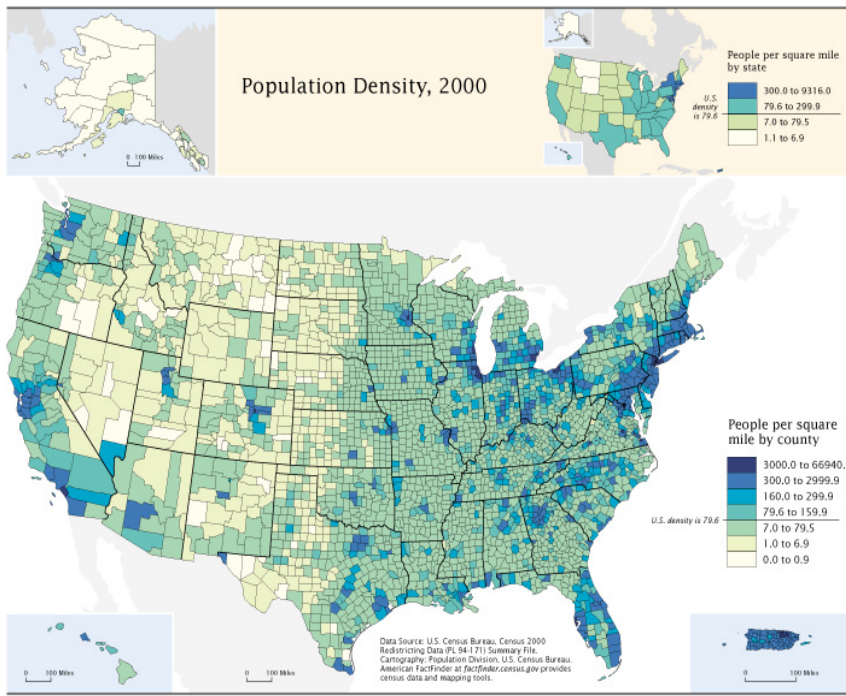 Population Density, 2000
0 100 Miles
People per square mile
by state
U.S.
density
is 79.6
300.0 to 9316.0
79.6 to 299.9
7.0 to 79.5
1.1 to 6.9
People per square
mile by county
3000.0 to 66940.
300.0 to 2999.9
160.0 to 299.9
79.6 to 159.9
U.S. density is 79.6
7.0 to 79.5
1.0 to 6.9
0.0 to 0.9
Data Source: U.S. Census Bureau, Census 2000
Redistricting Data (PL 94-171) Summary File.
Cartography: Population Division, U.S. Census Bureau.
American FactFinder at factfinder.census.gov provides
census data and mapping tools.
0 100 Miles
0 100 Miles
0 100 Miles